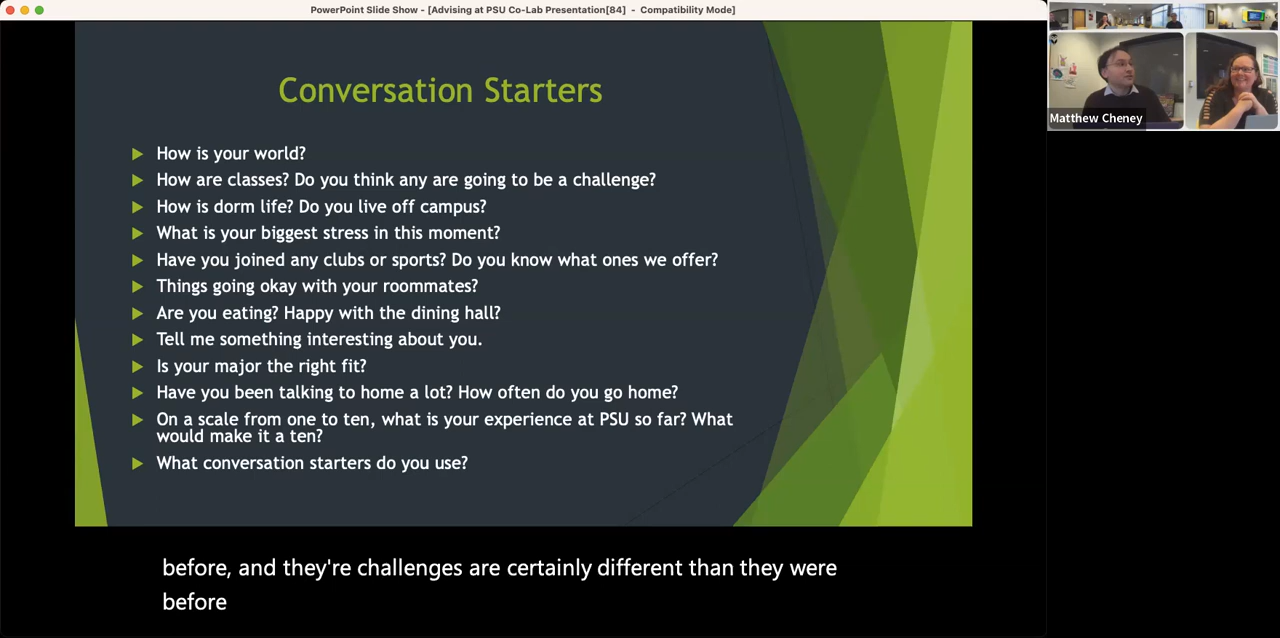 PowerPoint Slide Show - [Advising at PSU Co-Lab Presentation[84] - Compatibility Mode]
Conversation Starters
How is your world?
How are classes? Do you think any are going to be a challenge?
How is dorm life? Do you live off campus?
What is your biggest stress in this moment?
Have you joined any clubs or sports? Do you know what ones we offer?
Things going okay with your roommates?
Are you eating? Happy with the dining hall?
Tell me something interesting about you.
Is your major the right fit?
Have you been talking to home a lot? How often do you go home?
On a scale from one to ten, what is your experience at PSU so far? What
would make it a ten?
What conversation starters do you use?
Matthew Cheney
before, and they're challenges are certainly different than they were
before